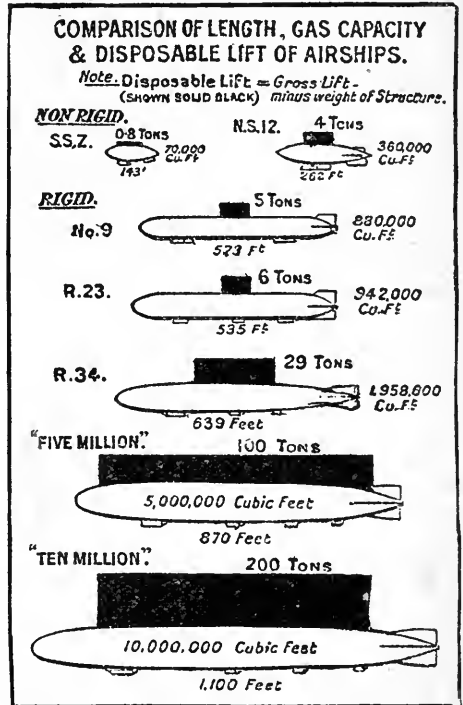 COMPARISON OF LENGTH, GAS CAPACITY
& DISPOSABLE LIFT OF AIRSHIPS.
Note. Disposable Lift = Gross Lift -
(SHOWN SOLID BLACK) minus weight of Structure.
NON RIGID.
S.S.Z. 0·8 TONS 70,000 Cu.Ft
143'
N.S.12. 4 TONS 360,000 Cu.Ft
262 Ft
RIGID.
No:9 5 TONS 880,000 Cu.Ft
523 Ft
R.23. 6 TONS 942,000 Cu.Ft
535 Ft
R.34. 29 TONS 1,958,800 Cu.Ft
639 Feet
"FIVE MILLION". 100 TONS
5,000,000 Cubic Feet
870 Feet
"TEN MILLION". 200 TONS
10,000,000 Cubic Feet
1,100 Feet